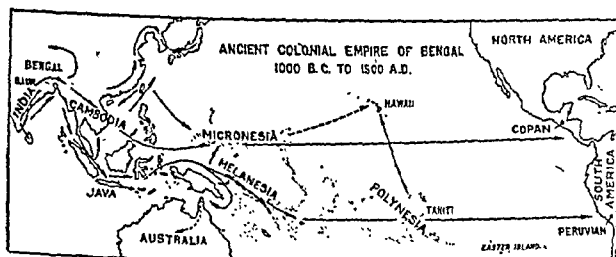 ANCIENT COLONIAL EMPIRE OF BENGAL
1000 B.C. TO 1500 A.D.
NORTH AMERICA
BENGAL
INDIA
CAMBODIA
HAWAII
MICRONESIA
COPAN
MELANESIA
SOUTH AMERICA
JAVA
POLYNESIA
TAHITI
AUSTRALIA
EASTER ISLAND
PERUVIAN